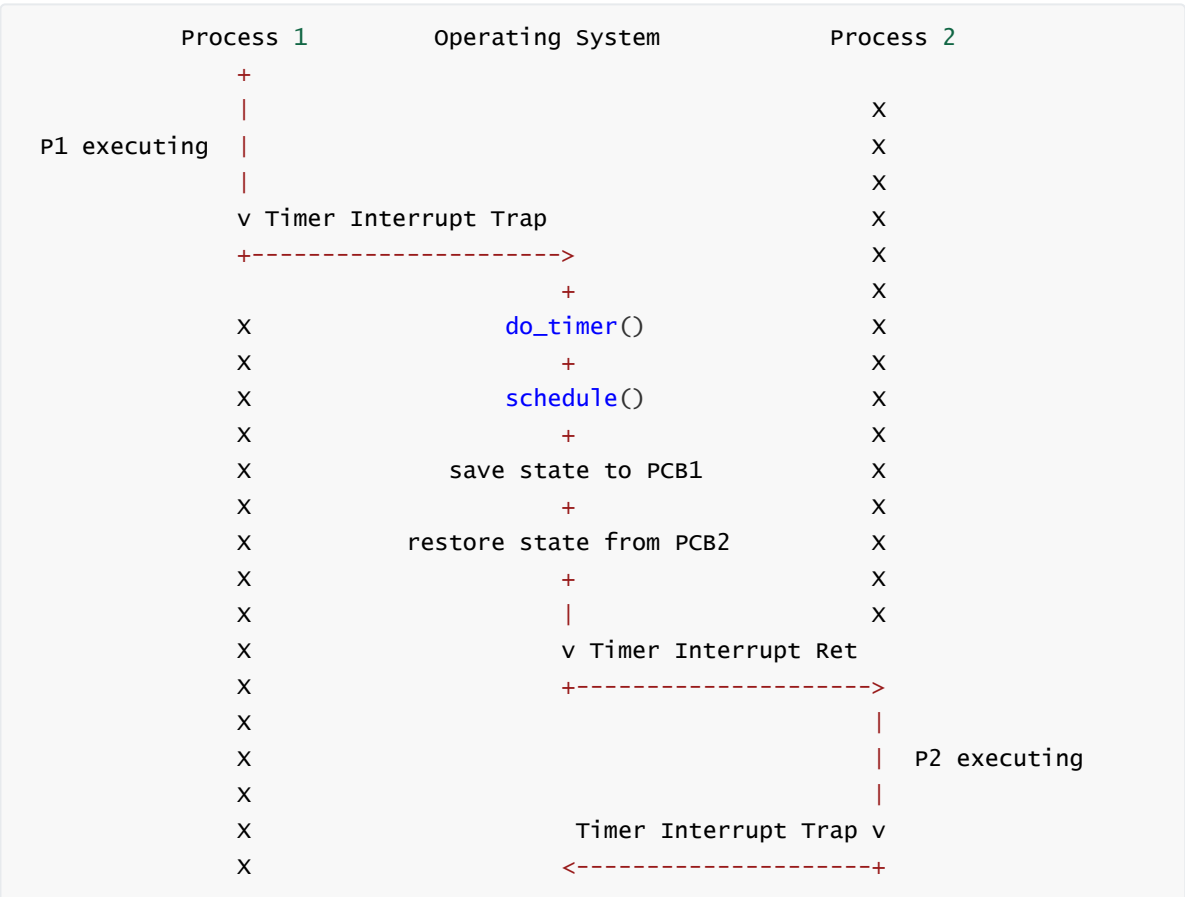 Process 1         Operating System            Process 2
    +
    |                                            X
P1 executing  |                                            X
    |                                            X
    v Timer Interrupt Trap                       X
    +---------------------->                     X
                           +                     X
    X                  do_timer()                X
    X                      +                     X
    X                  schedule()                X
    X                      +                     X
    X              save state to PCB1            X
    X                      +                     X
    X           restore state from PCB2          X
    X                      +                     X
    X                      |                     X
    X                      v Timer Interrupt Ret
    X                      +--------------------->
    X                                            |
    X                                            |  P2 executing
    X                                            |
    X                       Timer Interrupt Trap v
    X                      <---------------------+